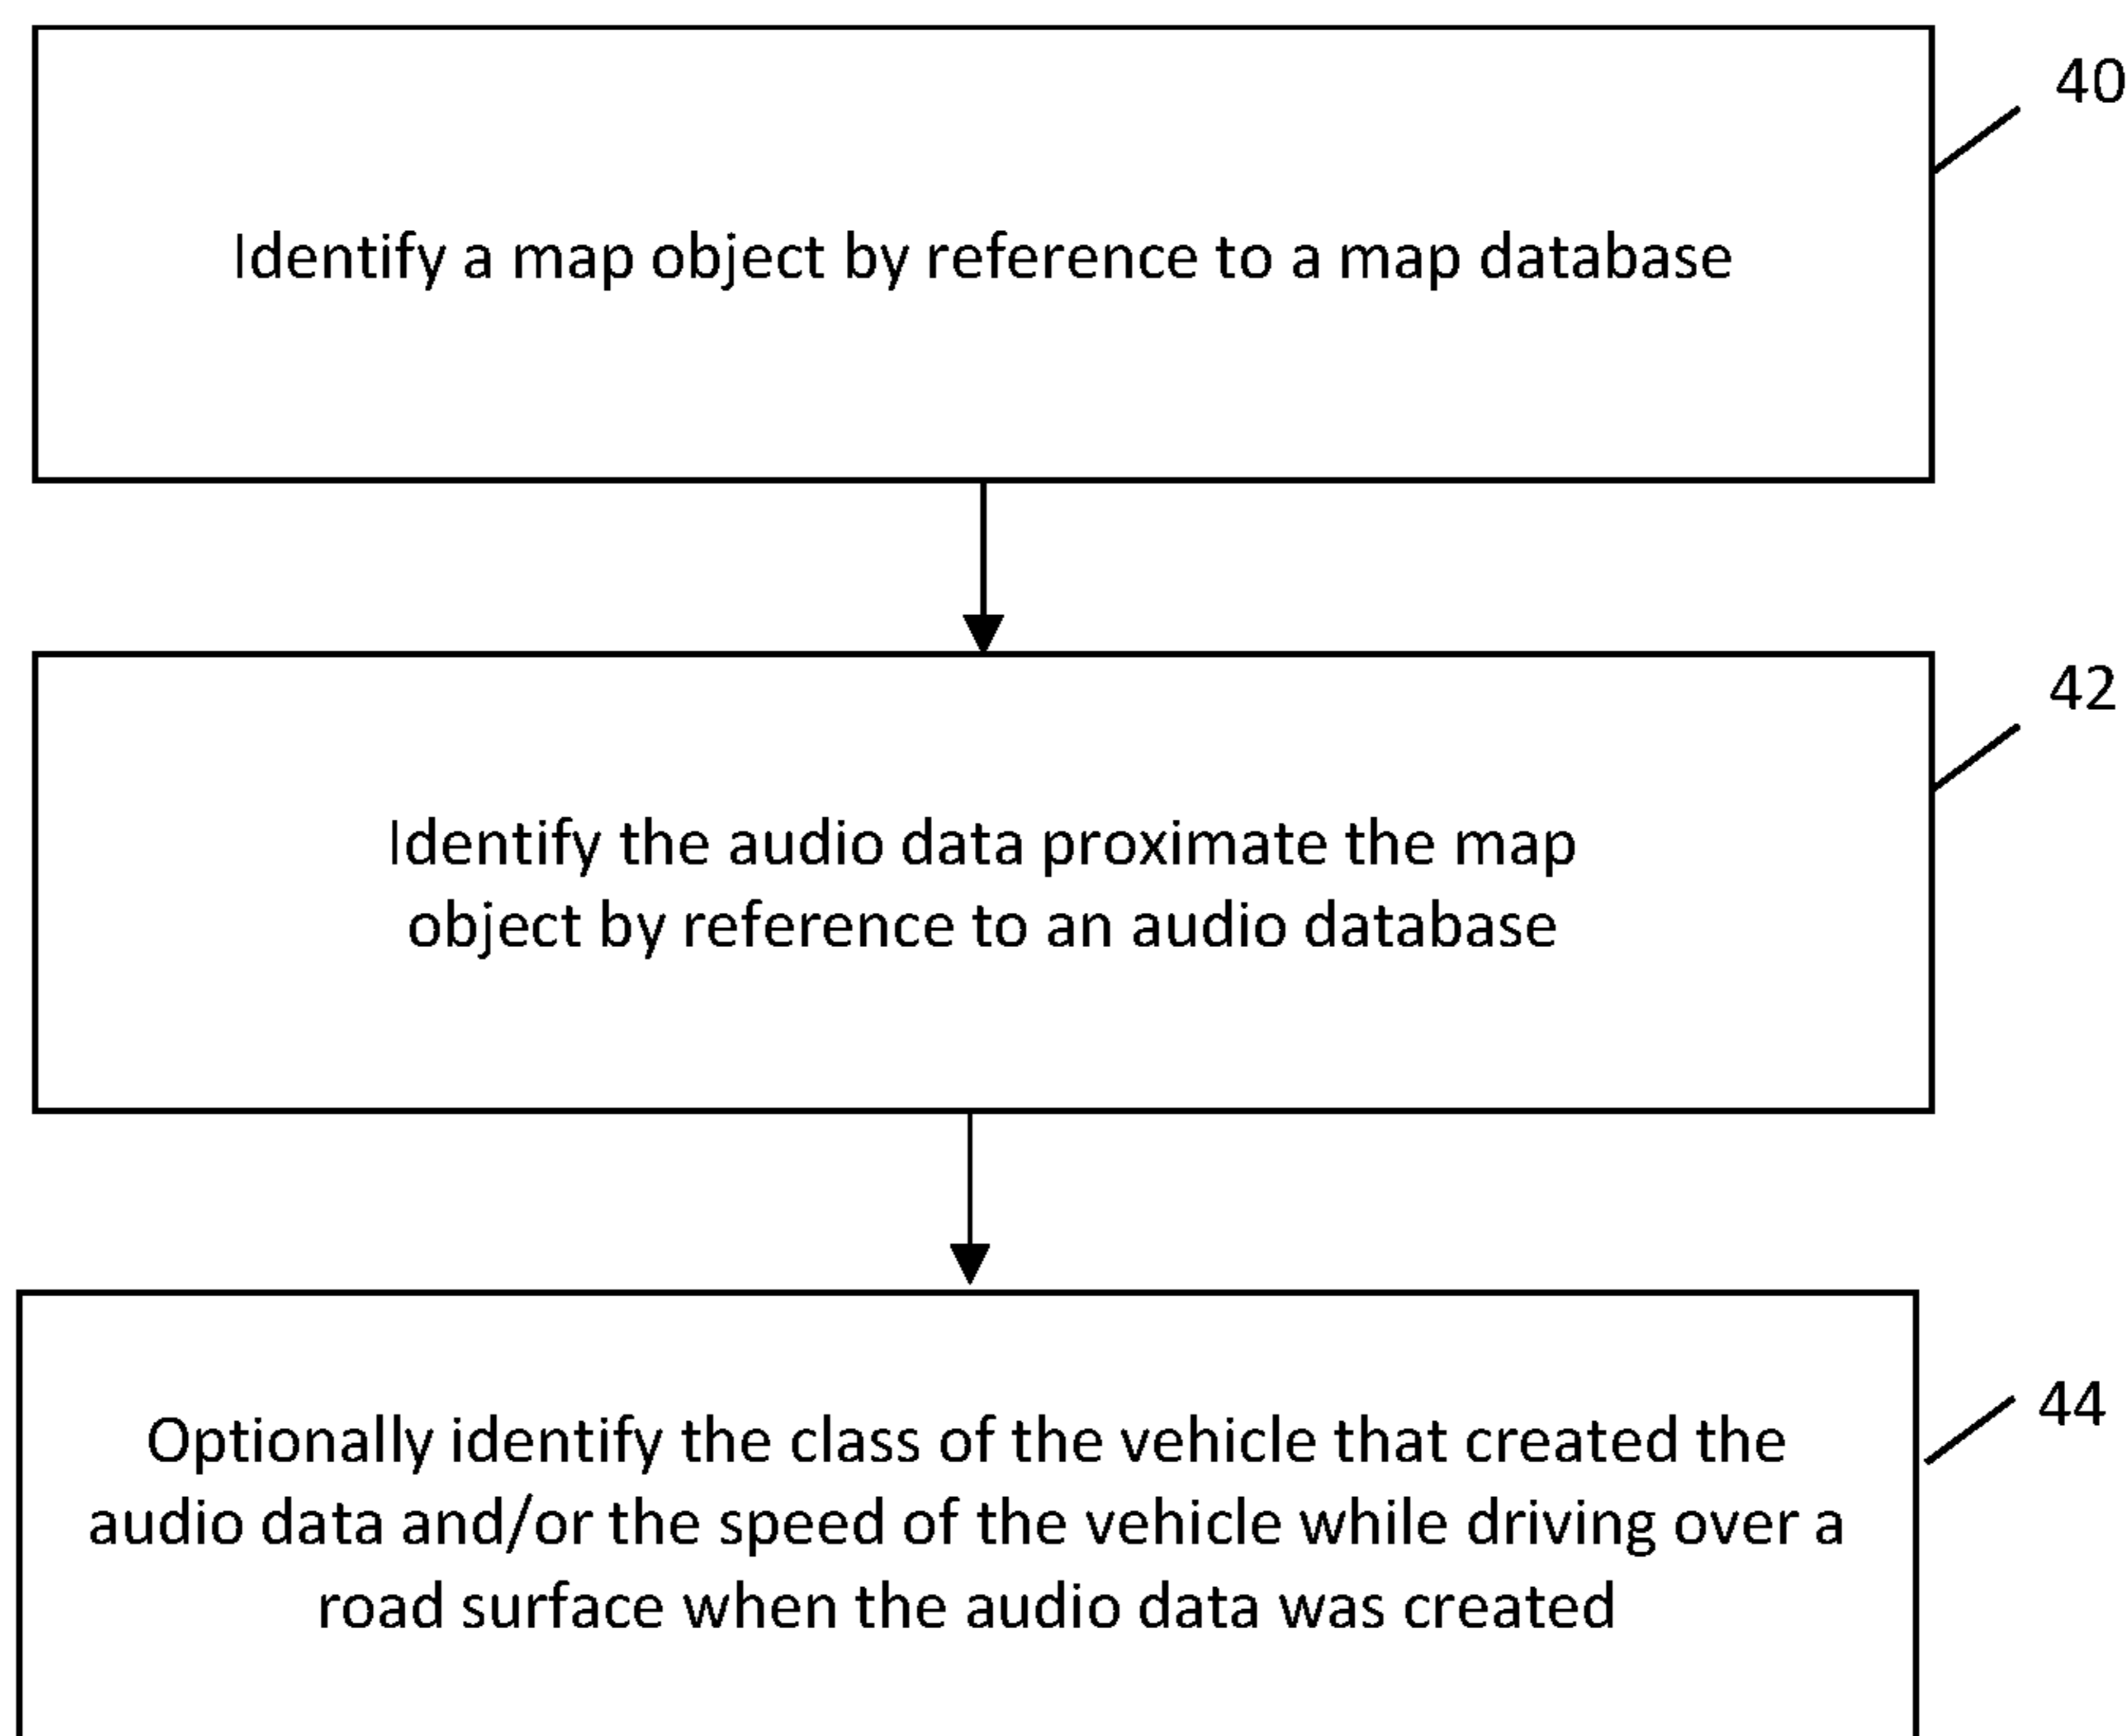 40
Identify a map object by reference to a map database
42
Identify the audio data proximate the map
object by reference to an audio database
44
Optionally identify the class of the vehicle that created the
audio data and/or the speed of the vehicle while driving over a
road surface when the audio data was created